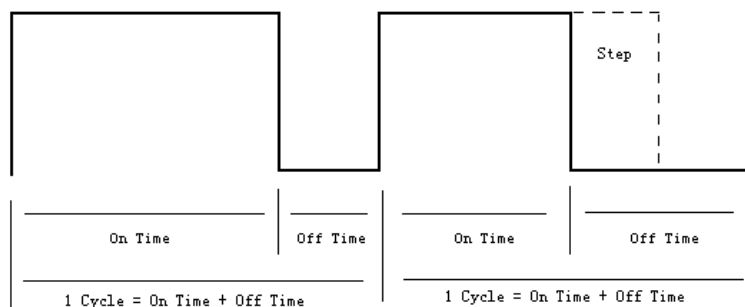 Step
On Time Off Time On Time Off Time
1 Cycle = On Time + Off Time 1 Cycle = On Time + Off Time